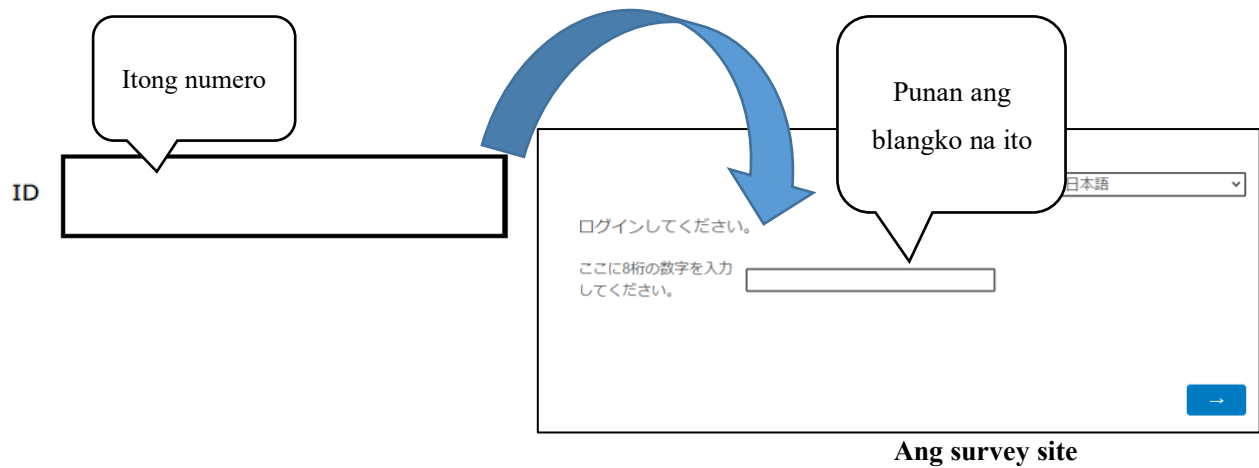 Itong numero
ID
Punan ang
blangko na ito
日本語
ログインしてください。
ここに8桁の数字を入力
してください。
→
Ang survey site